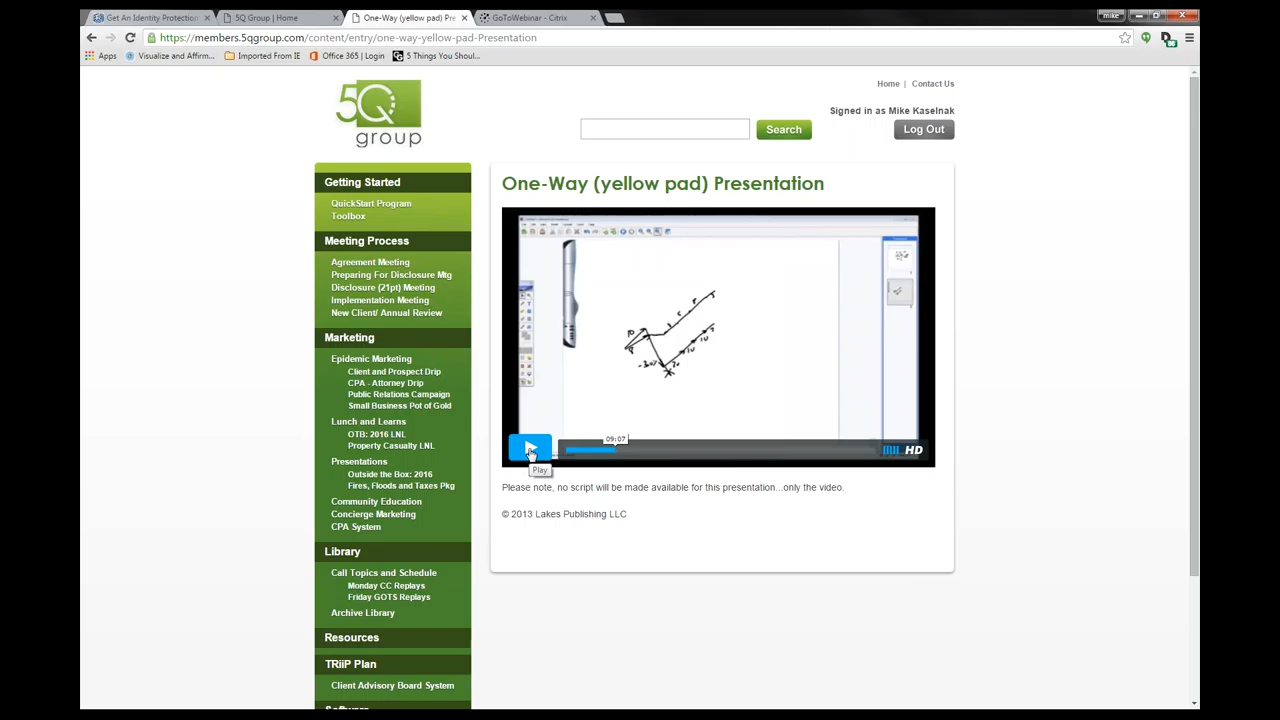 Get An Identity Protection
5Q Group | Home
One-Way (yellow pad) Pre
GoToWebinar - Citrix
mike
https://members.5qgroup.com/content/entry/one-way-yellow-pad-Presentation
Apps
Visualize and Affirm...
Imported From IE
Office 365 | Login
5 Things You Shoul...
Home | Contact Us
5Q
group
Signed in as Mike Kaselnak
Search
Log Out
Getting Started
QuickStart Program
Toolbox
Meeting Process
Agreement Meeting
Preparing For Disclosure Mtg
Disclosure (21pt) Meeting
Implementation Meeting
New Client/ Annual Review
Marketing
Epidemic Marketing
Client and Prospect Drip
CPA - Attorney Drip
Public Relations Campaign
Small Business Pot of Gold
Lunch and Learns
OTB: 2016 LNL
Property Casualty LNL
Presentations
Outside the Box: 2016
Fires, Floods and Taxes Pkg
Community Education
Concierge Marketing
CPA System
Library
Call Topics and Schedule
Monday CC Replays
Friday GOTS Replays
Archive Library
Resources
TRiiP Plan
Client Advisory Board System
One-Way (yellow pad) Presentation
09:07
HD
Play
Please note, no script will be made available for this presentation...only the video.
© 2013 Lakes Publishing LLC